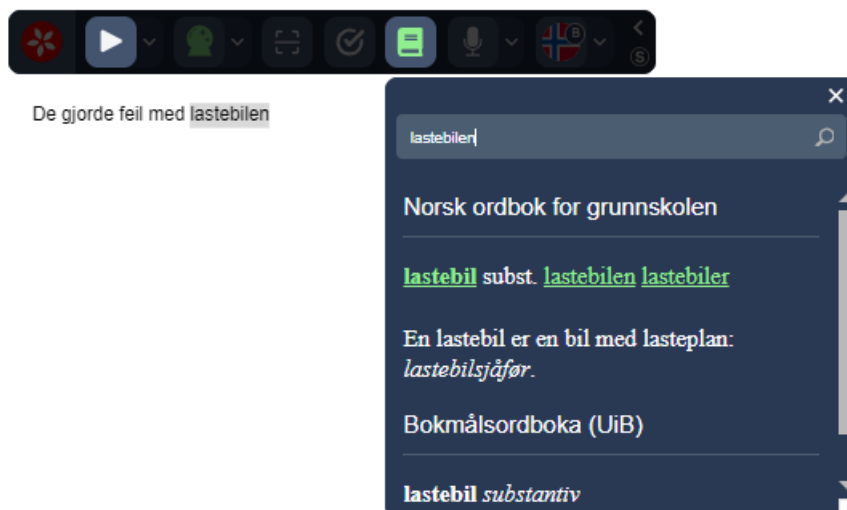 B
S
De gjorde feil med lastebilen
lastebilen
Norsk ordbok for grunnskolen
lastebil subst. lastebilen lastebiler
En lastebil er en bil med lasteplan:
lastebilsjåfør.
Bokmålsordboka (UiB)
lastebil substantiv